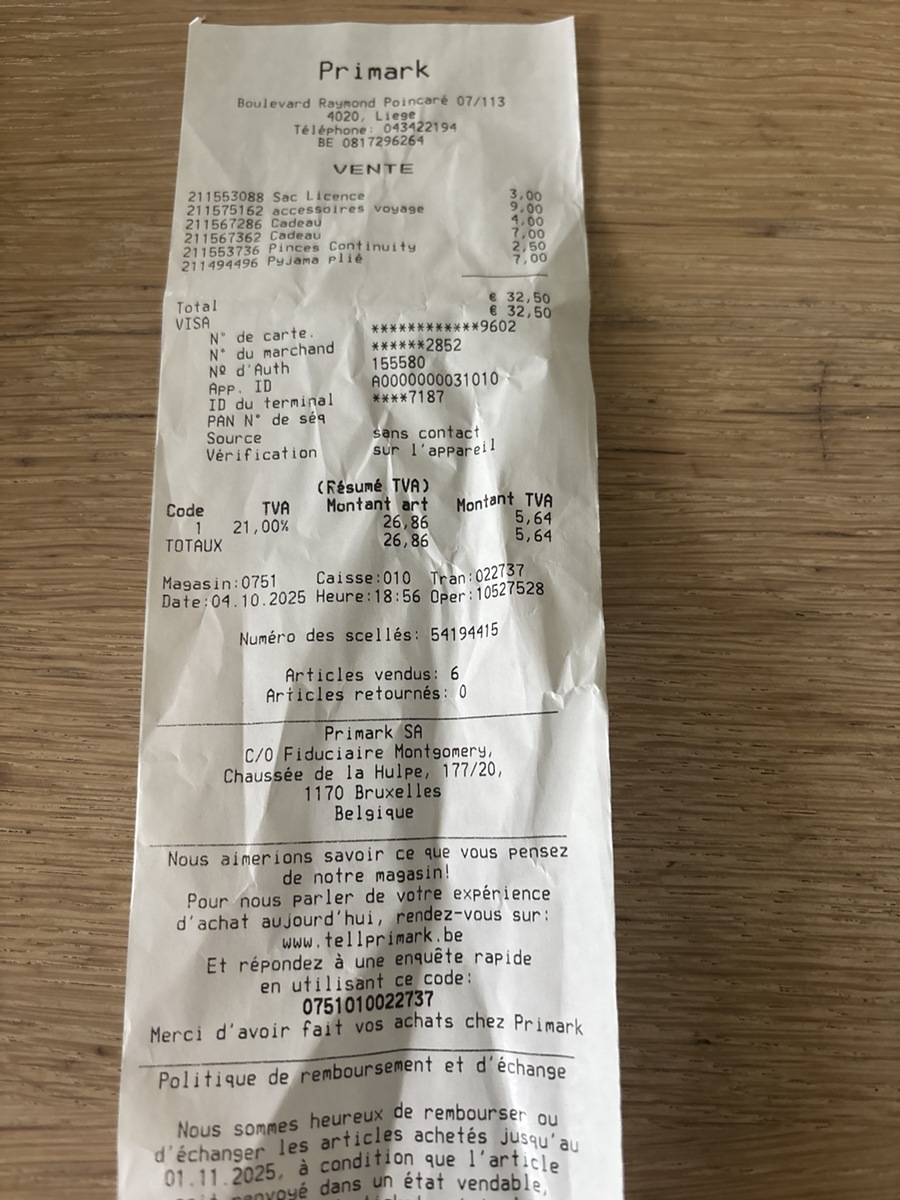 Primark
Boulevard Raymond Poincaré 07/113
4020, Liege
Téléphone: 043422194
BE 0817296264
VENTE
211553088 Sac Licence 3,00
211575162 accessoires voyage 9,00
211567286 Cadeau 4,00
211567362 Cadeau 7,00
211553736 Pinces Continuity 2,50
211494496 Pyjama plié 7,00
Total € 32,50
VISA € 32,50
N° de carte. ************9602
N° du marchand ******2852
Nº d'Auth 155580
App. ID A0000000031010
ID du terminal ****7187
PAN N° de séq
Source sans contact
Vérification sur l'appareil
(Résumé TVA)
Code TVA Montant art Montant TVA
1 21,00% 26,86 5,64
TOTAUX 26,86 5,64
Magasin:0751 Caisse:010 Tran:022737
Date:04.10.2025 Heure:18:56 Oper:10527528
Numéro des scellés: 54194415
Articles vendus: 6
Articles retournés: 0
Primark SA
C/O Fiduciaire Montgomery,
Chaussée de la Hulpe, 177/20,
1170 Bruxelles
Belgique
Nous aimerions savoir ce que vous pensez
de notre magasin!
Pour nous parler de votre expérience
d'achat aujourd'hui, rendez-vous sur:
www.tellprimark.be
Et répondez à une enquête rapide
en utilisant ce code:
0751010022737
Merci d'avoir fait vos achats chez Primark
Politique de remboursement et d'échange
Nous sommes heureux de rembourser ou
d'échanger les articles achetés jusqu'au
01.11.2025, à condition que l'article
renvoyé dans un état vendable,